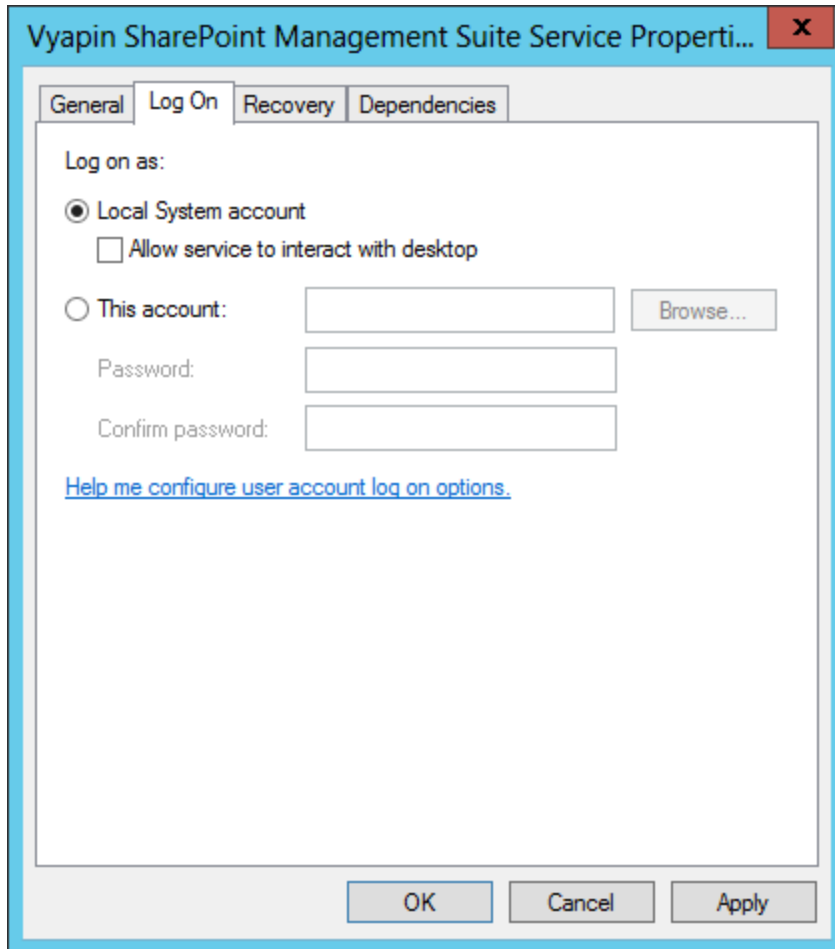 Vyapin SharePoint Management Suite Service Properti...
x
General Log On Recovery Dependencies
Log on as:
Local System account
Allow service to interact with desktop
This account:
Browse...
Password:
Confirm password:
Help me configure user account log on options.
OK Cancel Apply